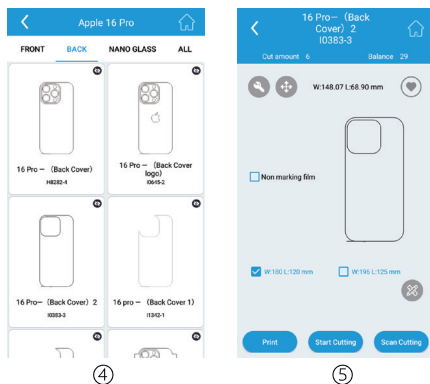 Apple
16 Pro
FRONT BACK NANO GLASS ALL
16 Pro — (Back Cover)
H8282-4
16 Pro — (Back Cover
logo)
I0645-2
16 Pro— (Back Cover) 2
I0383-3
16 pro — (Back Cover 1)
I1342-1
④
16 Pro— (Back
Cover) 2
I0383-3
Cut amount 6 Balance 29
W:148.07 L:68.90 mm
Non marking film
W:180 L:120 mm W:196 L:125 mm
Print Start Cutting Scan Cutting
⑤